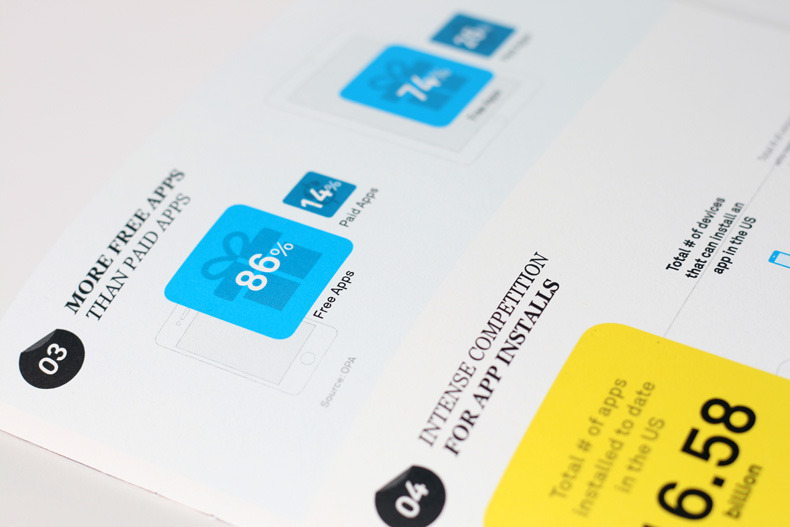 03
MORE FREE APPS
THAN PAID APPS
86%
Free Apps
14%
Paid Apps
Source: OPA
74%
Free Apps
26%
04
INTENSE COMPETITION
FOR APP INSTALLS
Total # of devices
that can install an
app in the US
Total # of apps
installed to date
in the US
6.58
billion